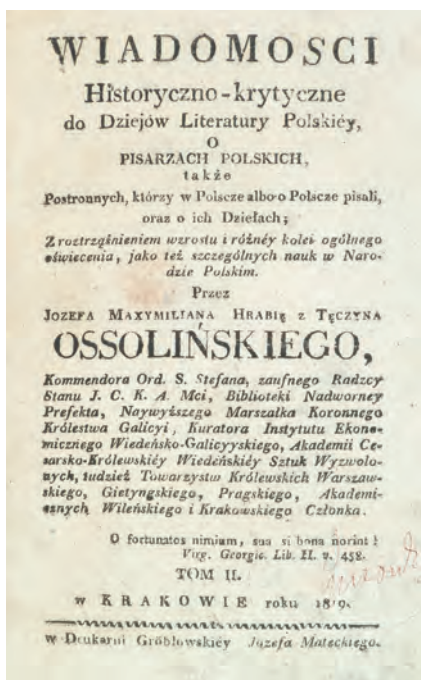 WIADOMOSCI
Historyczno-krytyczne
do Dziejów Literatury Polskiéy,
O
PISARZACH POLSKICH,
także
Postronnych, którzy w Polscze albo o Polscze pisali,
oraz o ich Dziełach;
Z roztrząśnieniem wzrostu i różnéy kolei ogólnego
oświecenia, jako też szczególnych nauk w Naro-
dzie Polskim.
Przez
JOZEFA MAXYMILIANA HRABIĘ Z TĘCZYNA
OSSOLIŃSKIEGO,
Kommendora Ord. S. Stefana, zaufnego Radzcy
Stanu J. C. K. A. Mci, Biblioteki Nadworney
Prefekta, Naywyższego Marszałka Koronnego
Królestwa Galicyi, Kuratora Instytutu Ekono-
micznego Wiedeńsko-Galicyyskiego, Akademii Ce-
sarsko-Królewskiéy Wiedeńskiéy Sztuk Wyzwolo-
nych, tudzież Towarzystw Królewskich Warszaw-
skiego, Gietyngskiego, Pragskiego, Akademi-
cznych Wileńskiego i Krakowskiego Członka.
O fortunatos nimium, sua si bona norint!
Virg. Georgic. Lib. II. v. 458.
TOM II.
w KRAKOWIE roku 1819.
w Drukarni Gröblowskiéy Józefa Mateckiego.